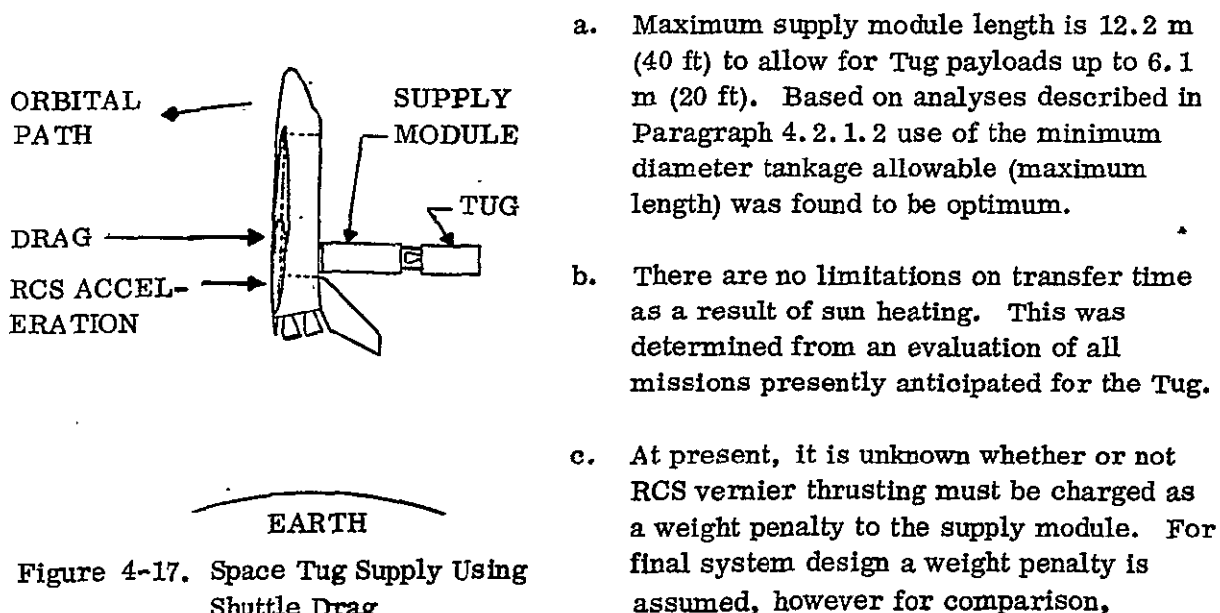 ORBITAL
PATH
SUPPLY
MODULE
TUG
DRAG
RCS ACCEL-
ERATION
EARTH
Figure 4-17. Space Tug Supply Using
Shuttle Drag
a. Maximum supply module length is 12.2 m
(40 ft) to allow for Tug payloads up to 6.1
m (20 ft). Based on analyses described in
Paragraph 4.2.1.2 use of the minimum
diameter tankage allowable (maximum
length) was found to be optimum.
b. There are no limitations on transfer time
as a result of sun heating. This was
determined from an evaluation of all
missions presently anticipated for the Tug.
c. At present, it is unknown whether or not
RCS vernier thrusting must be charged as
a weight penalty to the supply module. For
final system design a weight penalty is
assumed, however for comparison,